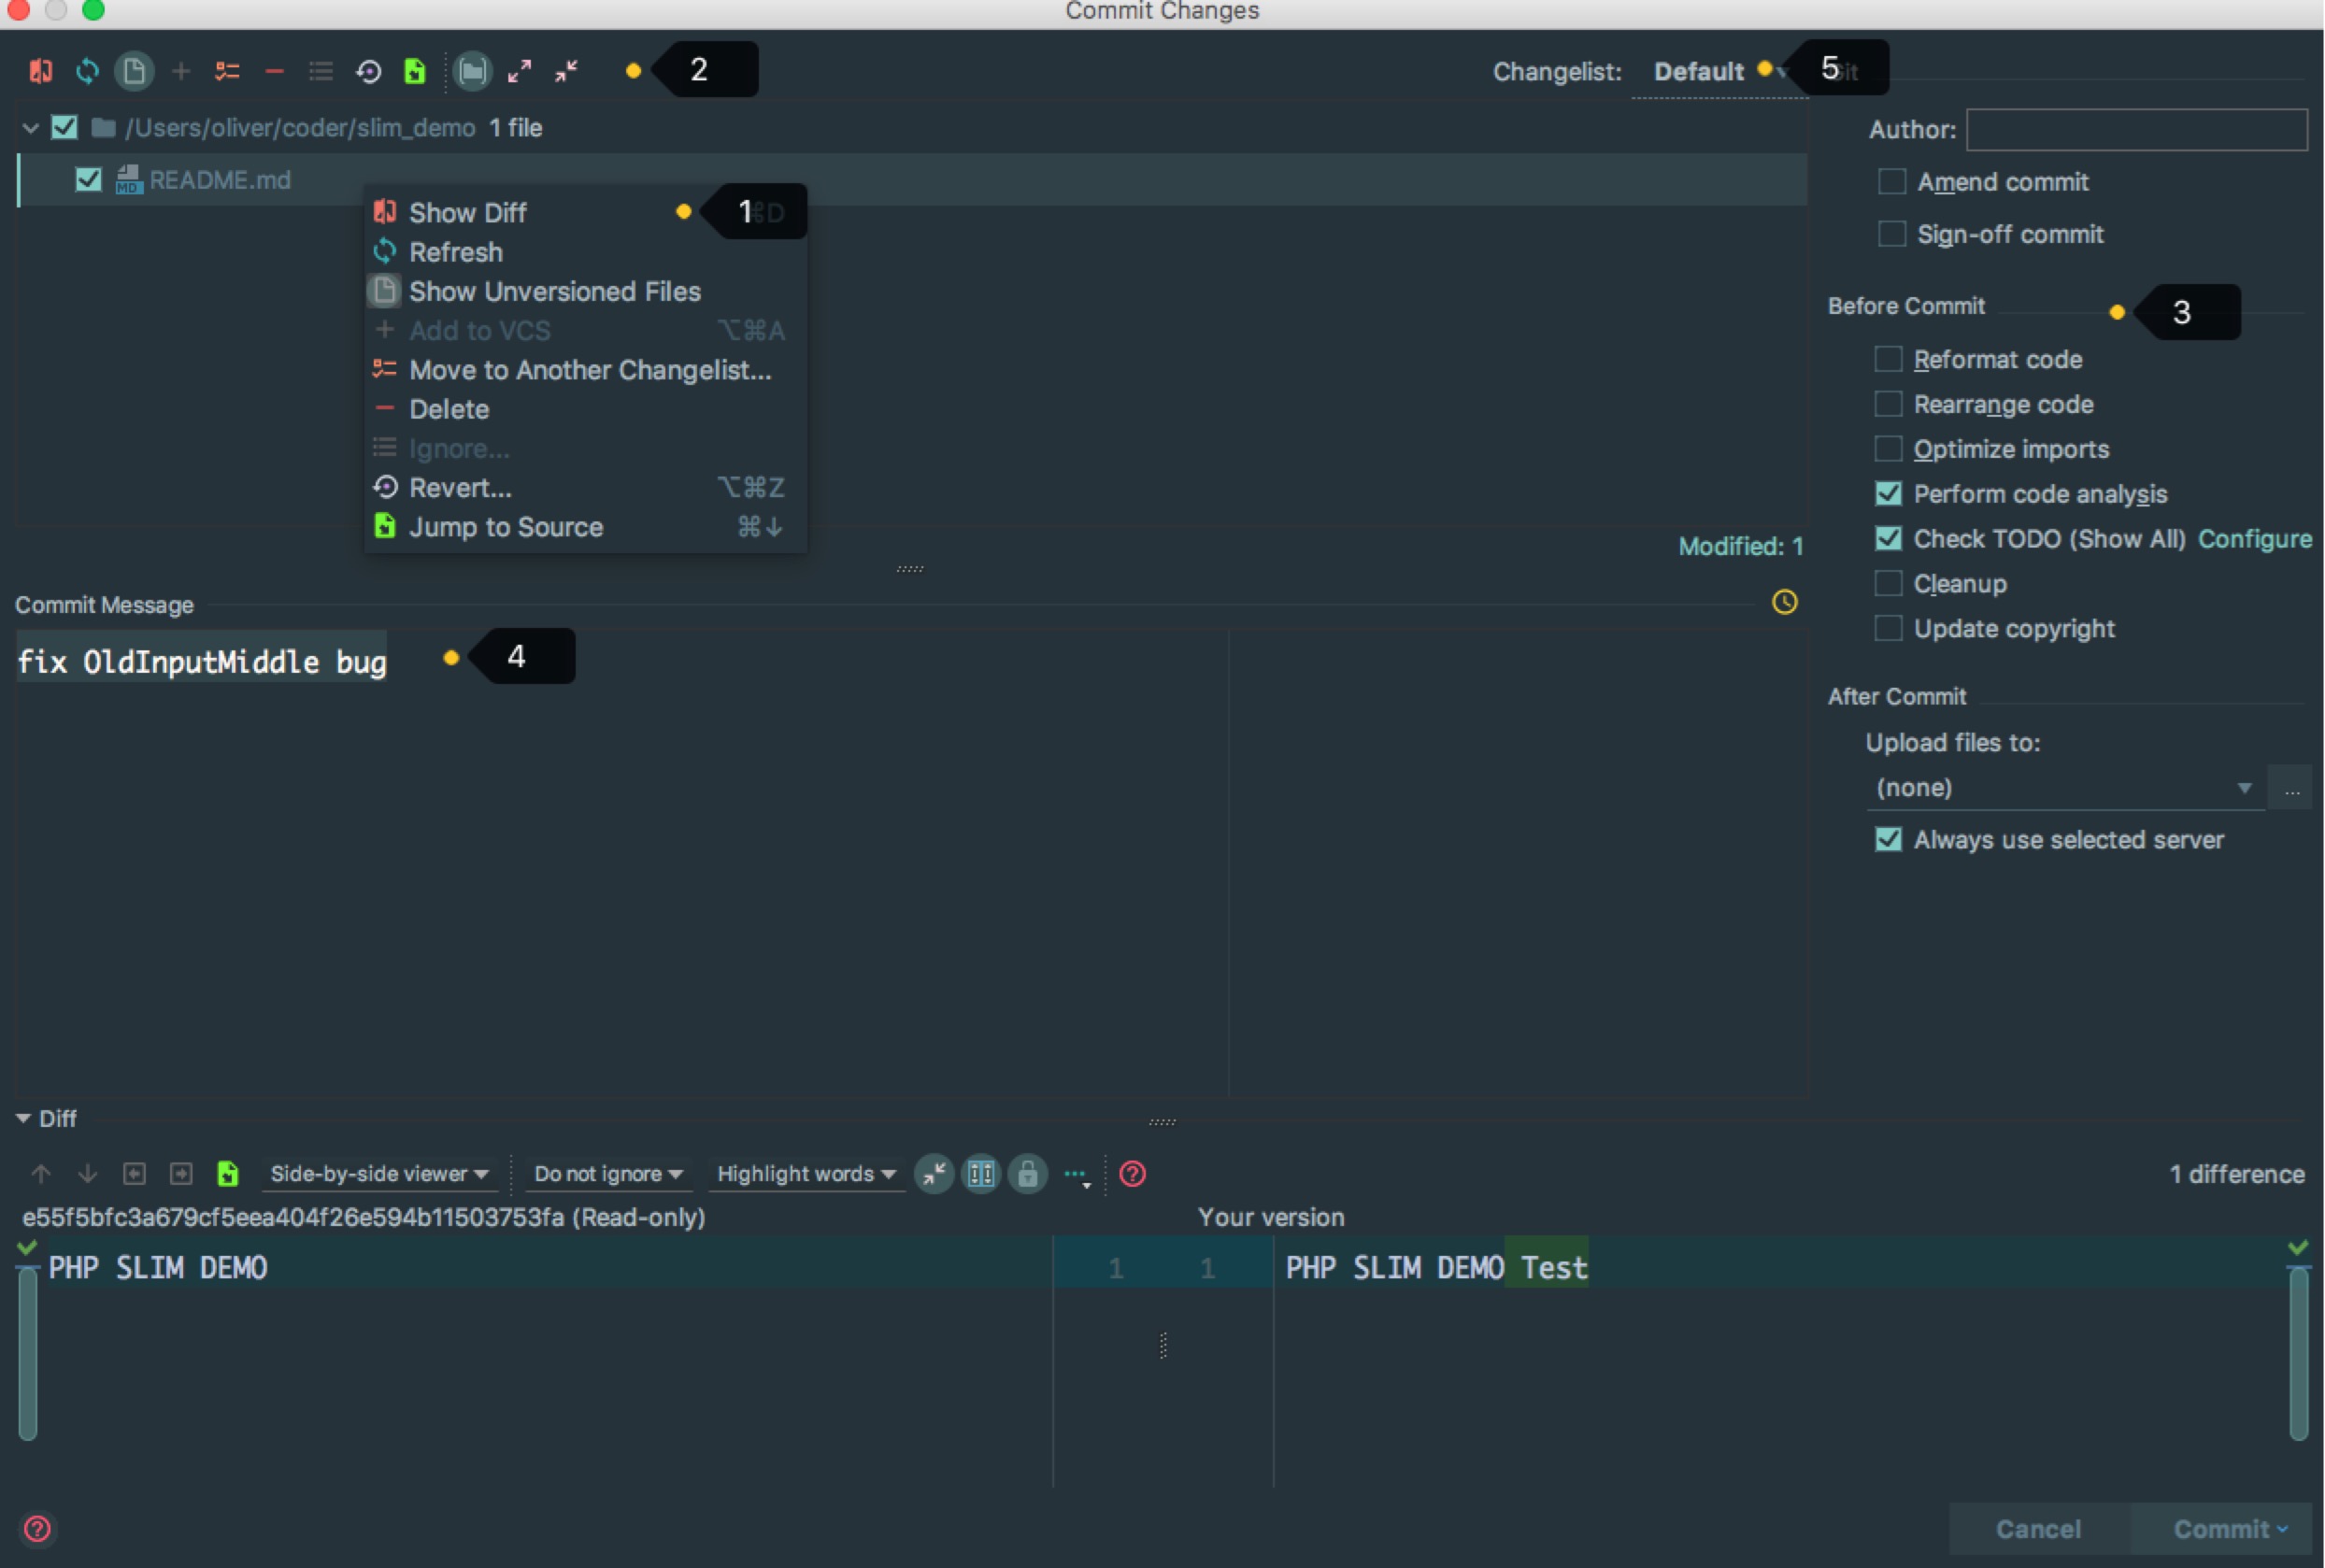 Commit Changes
2
Changelist: Default
5
/Users/oliver/coder/slim_demo 1 file
README.md
Show Diff
1 ⌘D
Refresh
Show Unversioned Files
Add to VCS ⌥⌘A
Move to Another Changelist...
Delete
Ignore...
Revert... ⌥⌘Z
Jump to Source ⌘↓
Modified: 1
Git
Author:
Amend commit
Sign-off commit
Before Commit
3
Reformat code
Rearrange code
Optimize imports
Perform code analysis
Check TODO (Show All) Configure
Cleanup
Update copyright
After Commit
Upload files to:
(none) ...
Always use selected server
Commit Message
fix OldInputMiddle bug
4
Diff
Side-by-side viewer Do not ignore Highlight words 1 difference
e55f5bfc3a679cf5eea404f26e594b11503753fa (Read-only) Your version
PHP SLIM DEMO 1 1 PHP SLIM DEMO Test
Cancel Commit